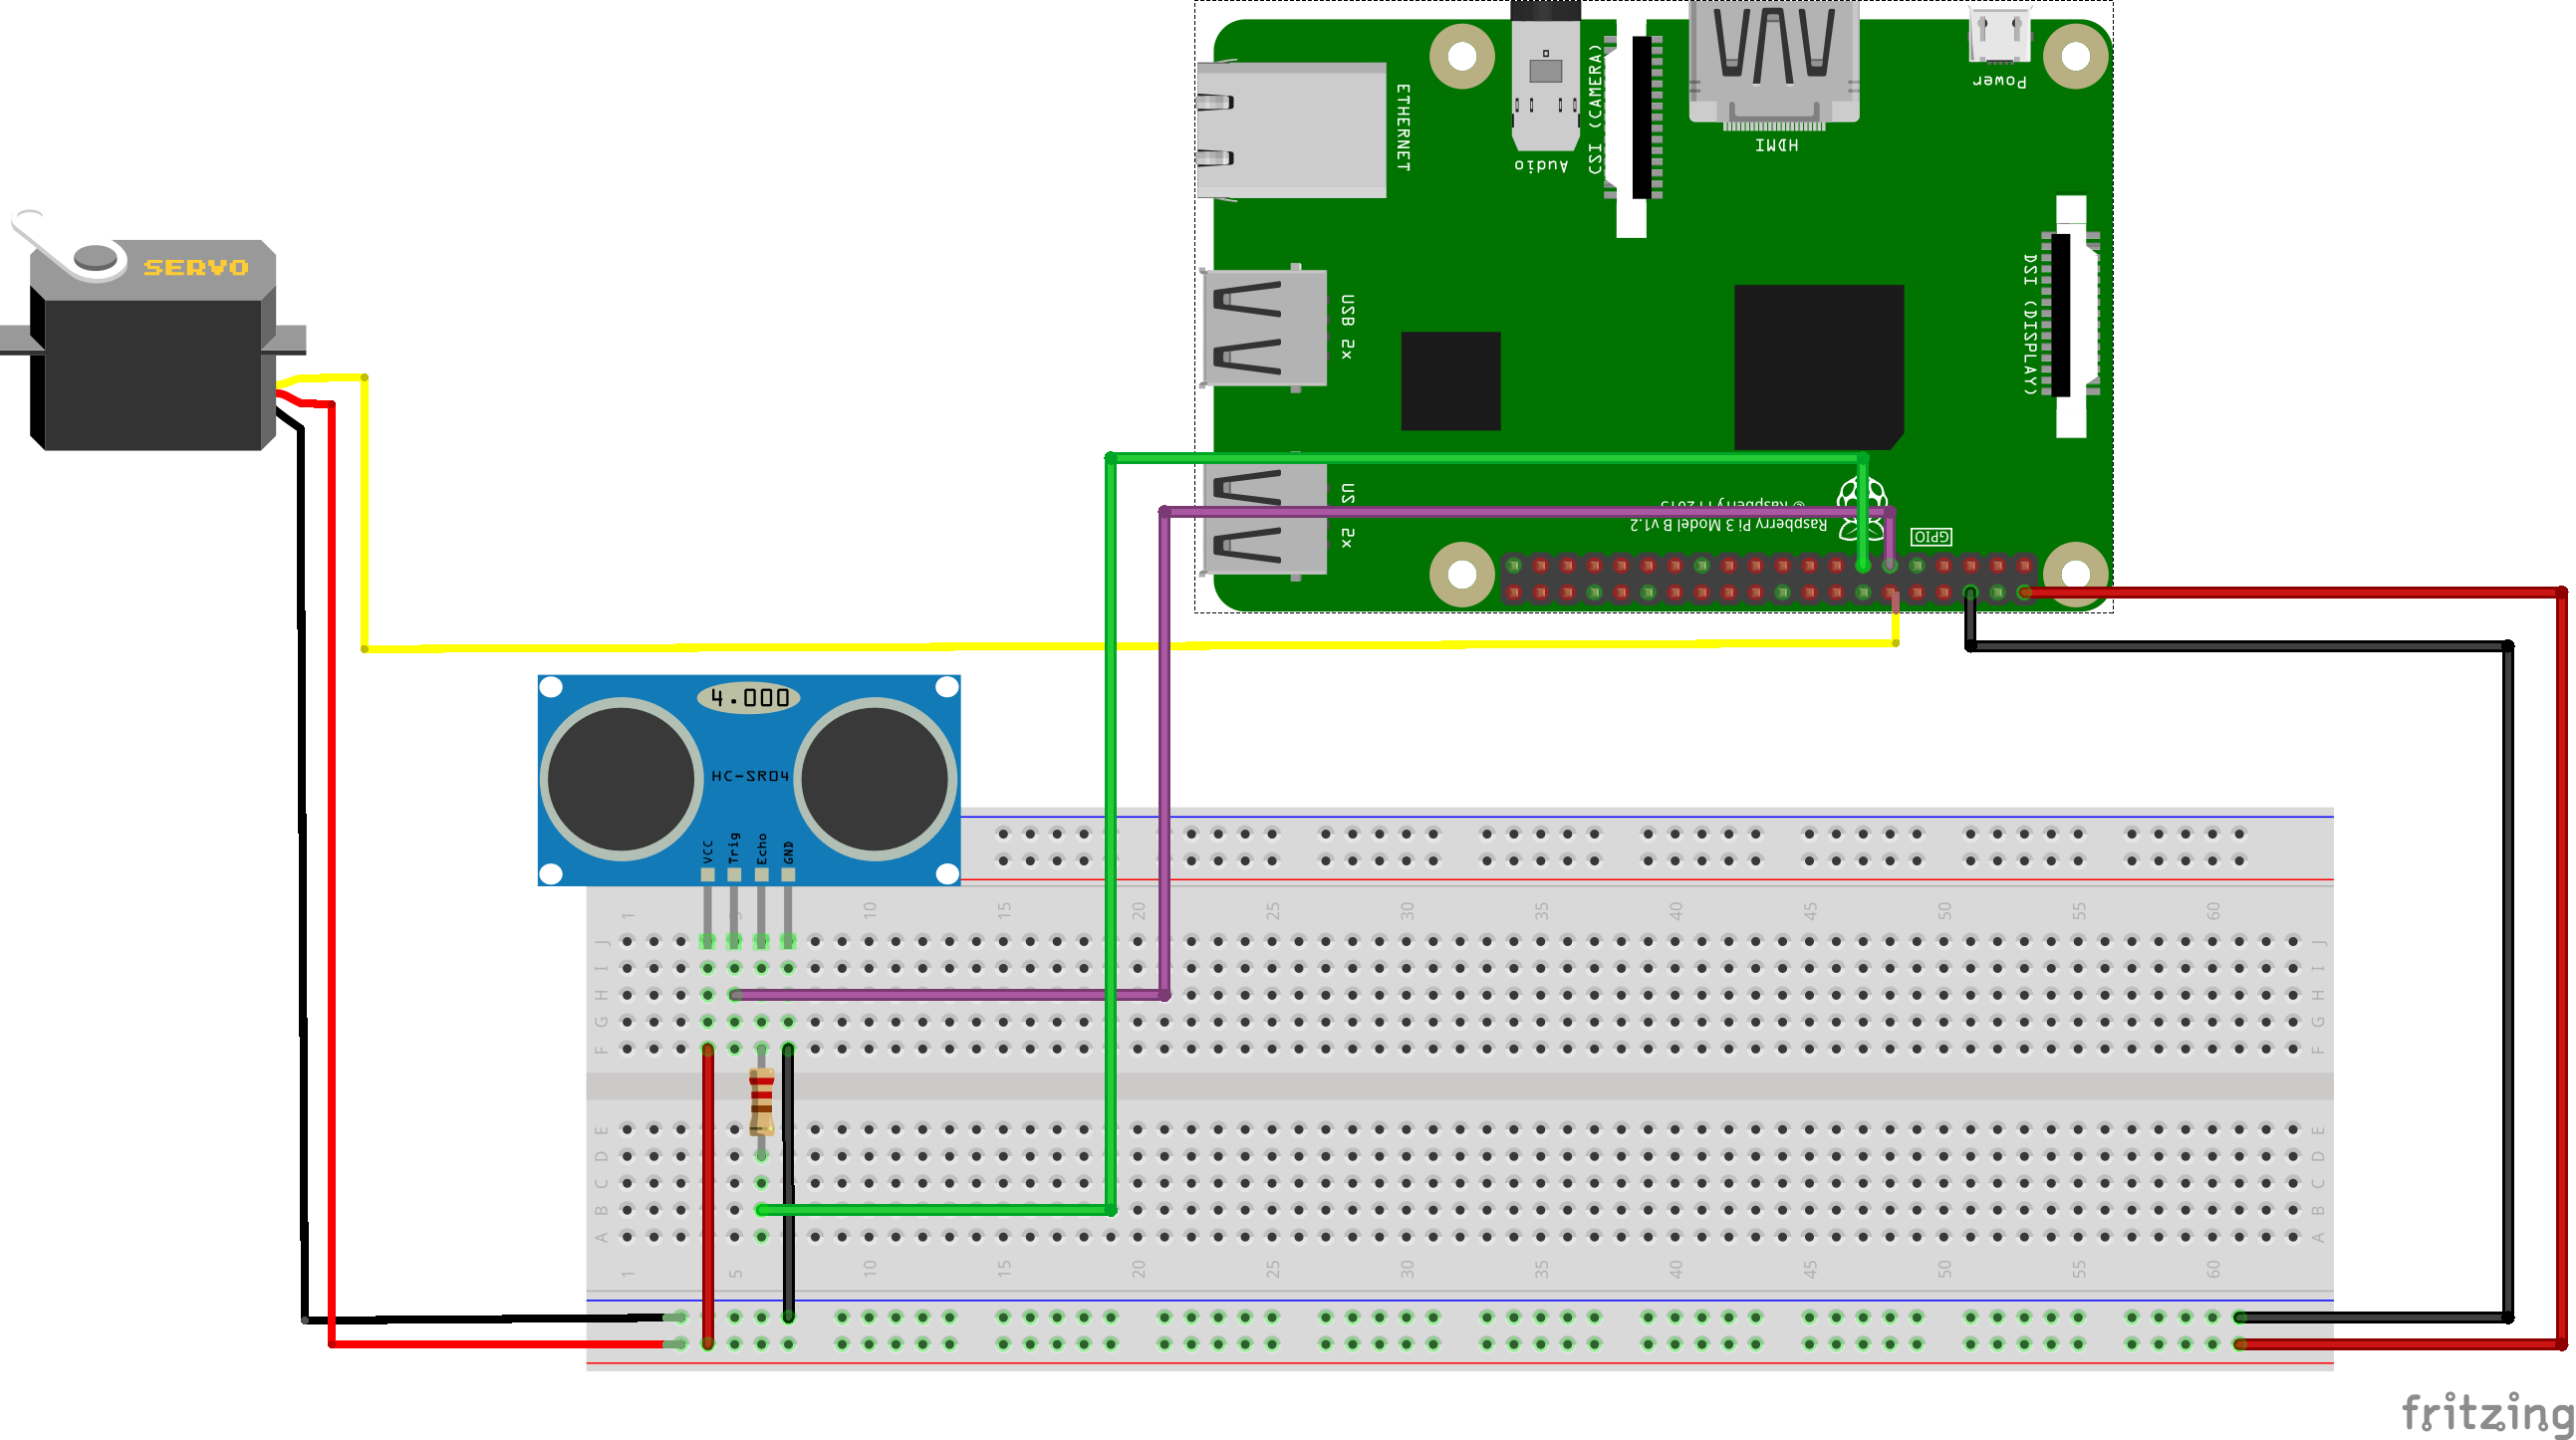 Power
ETHERNET
Audio
CSI (CAMERA)
HDMI
SERVO
DSI (DISPLAY)
USB 2x
© Raspberry Pi 2015
Raspberry Pi 3 Model B v1.2
GPIO
2x
4.000
HC-SR04
VCC Trig Echo GND
1 10 15 20 25 30 35 40 45 50 55 60
J J
I I
H H
G G
F F
E E
D D
C C
B B
A A
1 5 10 15 20 25 30 35 40 45 50 55 60
fritzing